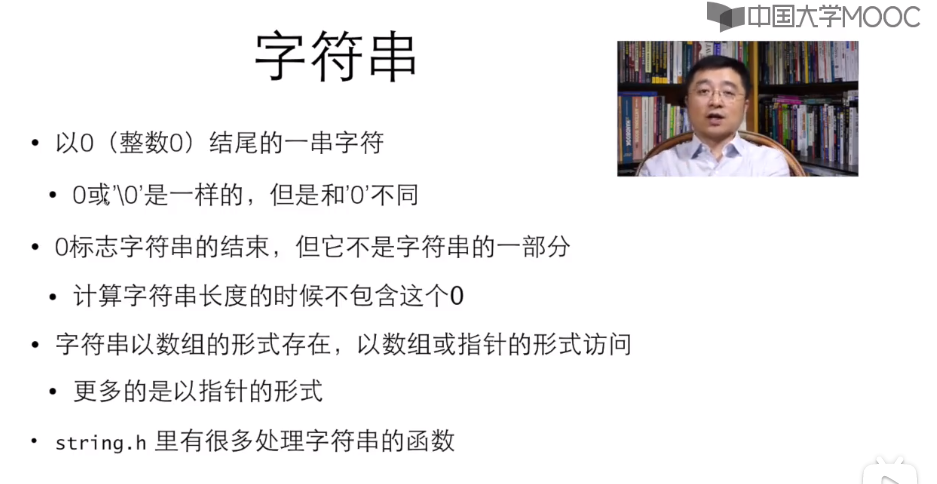 中国大学MOOC
字符串
• 以0（整数0）结尾的一串字符
• 0或'\0'是一样的，但是和'0'不同
• 0标志字符串的结束，但它不是字符串的一部分
• 计算字符串长度的时候不包含这个0
• 字符串以数组的形式存在，以数组或指针的形式访问
• 更多的是以指针的形式
• string.h 里有很多处理字符串的函数